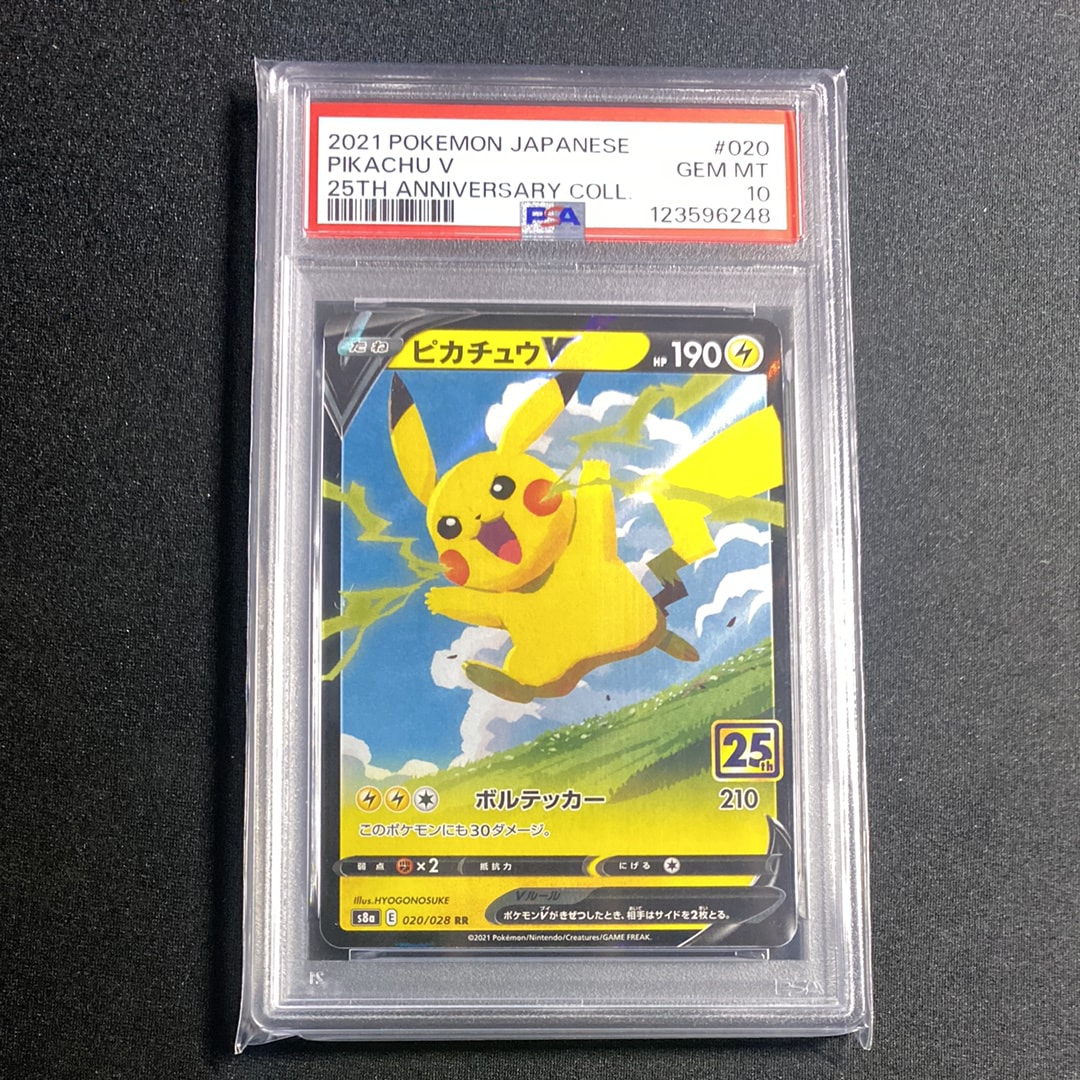 2021 POKEMON JAPANESE #020
PIKACHU V GEM MT
25TH ANNIVERSARY COLL. 10
PSA 123596248
たね ピカチュウV HP 190
25th
ボルテッカー 210
このポケモンにも30ダメージ。
弱点 ×2 抵抗力 にげる
Vルール
ポケモンVがきぜつしたとき、相手はサイドを2枚とる。
Illus.HYOGONOSUKE
s8a E 020/028 RR
©2021 Pokémon/Nintendo/Creatures/GAME FREAK.
PSA